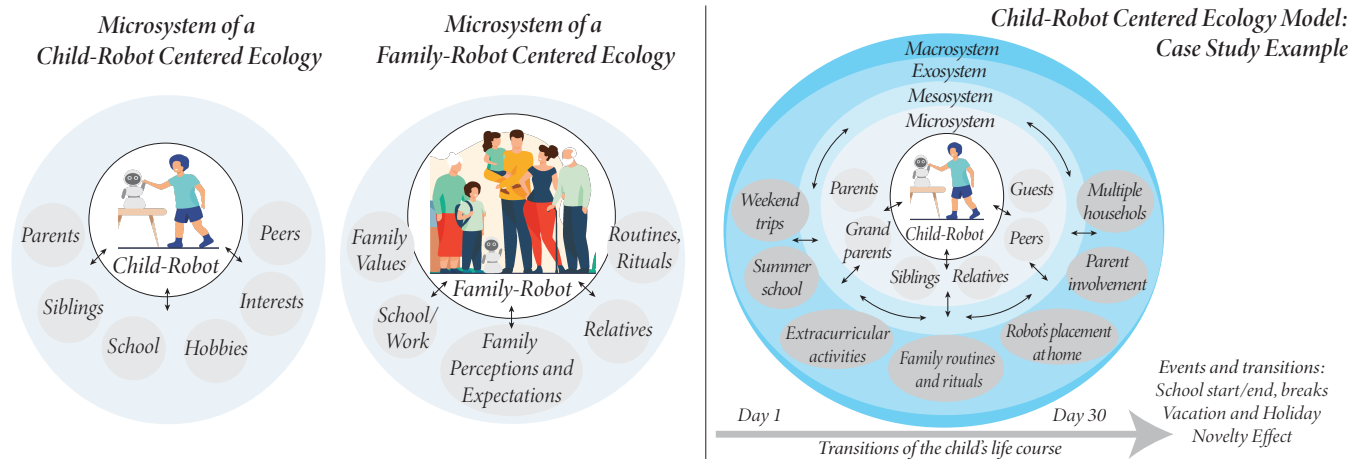 Microsystem of a
Child-Robot Centered Ecology
Parents
Siblings
School
Hobbies
Interests
Peers
Child-Robot
Microsystem of a
Family-Robot Centered Ecology
Family
Values
School/
Work
Family
Perceptions and
Expectations
Relatives
Routines,
Rituals
Family-Robot
Child-Robot Centered Ecology Model:
Case Study Example
Macrosystem
Exosystem
Mesosystem
Microsystem
Child-Robot
Parents
Grand
parents
Siblings
Relatives
Peers
Guests
Weekend
trips
Summer
school
Extracurricular
activities
Family routines
and rituals
Robot's placement
at home
Parent
involvement
Multiple
househols
Day 1
Day 30
Transitions of the child's life course
Events and transitions:
School start/end, breaks
Vacation and Holiday
Novelty Effect